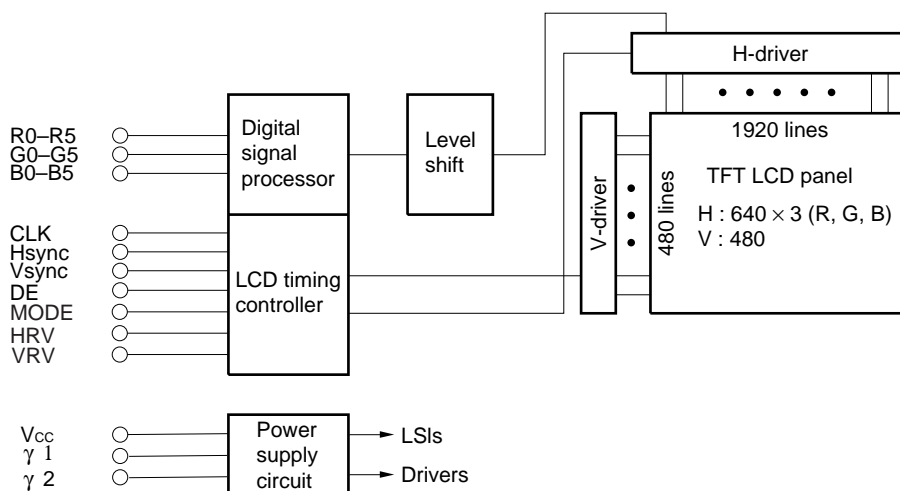 H-driver
R0–R5
G0–G5
B0–B5
Digital
signal
processor
Level
shift
1920 lines
TFT LCD panel
H : 640 × 3 (R, G, B)
V : 480
V-driver
480 lines
CLK
Hsync
Vsync
DE
MODE
HRV
VRV
LCD timing
controller
Vcc
γ 1
γ 2
Power
supply
circuit
LSIs
Drivers